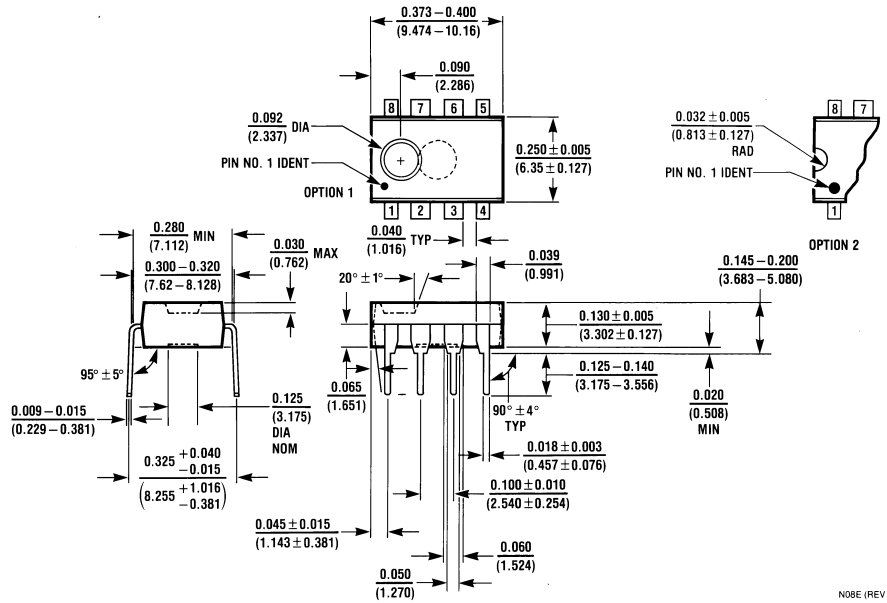 0.373 – 0.400
(9.474 – 10.16)
0.090
(2.286)
8 7 6 5
0.092
(2.337)
DIA
PIN NO. 1 IDENT
OPTION 1
1 2 3 4
0.250 ± 0.005
(6.35 ± 0.127)
0.032 ± 0.005
(0.813 ± 0.127)
RAD
PIN NO. 1 IDENT
8 7
1
OPTION 2
0.280
(7.112)
MIN
0.300 – 0.320
(7.62 – 8.128)
0.030
(0.762)
MAX
0.040
(1.016)
TYP
0.039
(0.991)
20° ± 1°
0.145 – 0.200
(3.683 – 5.080)
0.130 ± 0.005
(3.302 ± 0.127)
0.125 – 0.140
(3.175 – 3.556)
0.020
(0.508)
MIN
95° ± 5°
0.009 – 0.015
(0.229 – 0.381)
0.125
(3.175)
DIA
NOM
0.065
(1.651)
90° ± 4°
TYP
0.018 ± 0.003
(0.457 ± 0.076)
0.325 +0.040 –0.015
(8.255 +1.016 –0.381)
0.100 ± 0.010
(2.540 ± 0.254)
0.045 ± 0.015
(1.143 ± 0.381)
0.060
(1.524)
0.050
(1.270)
N08E (REV